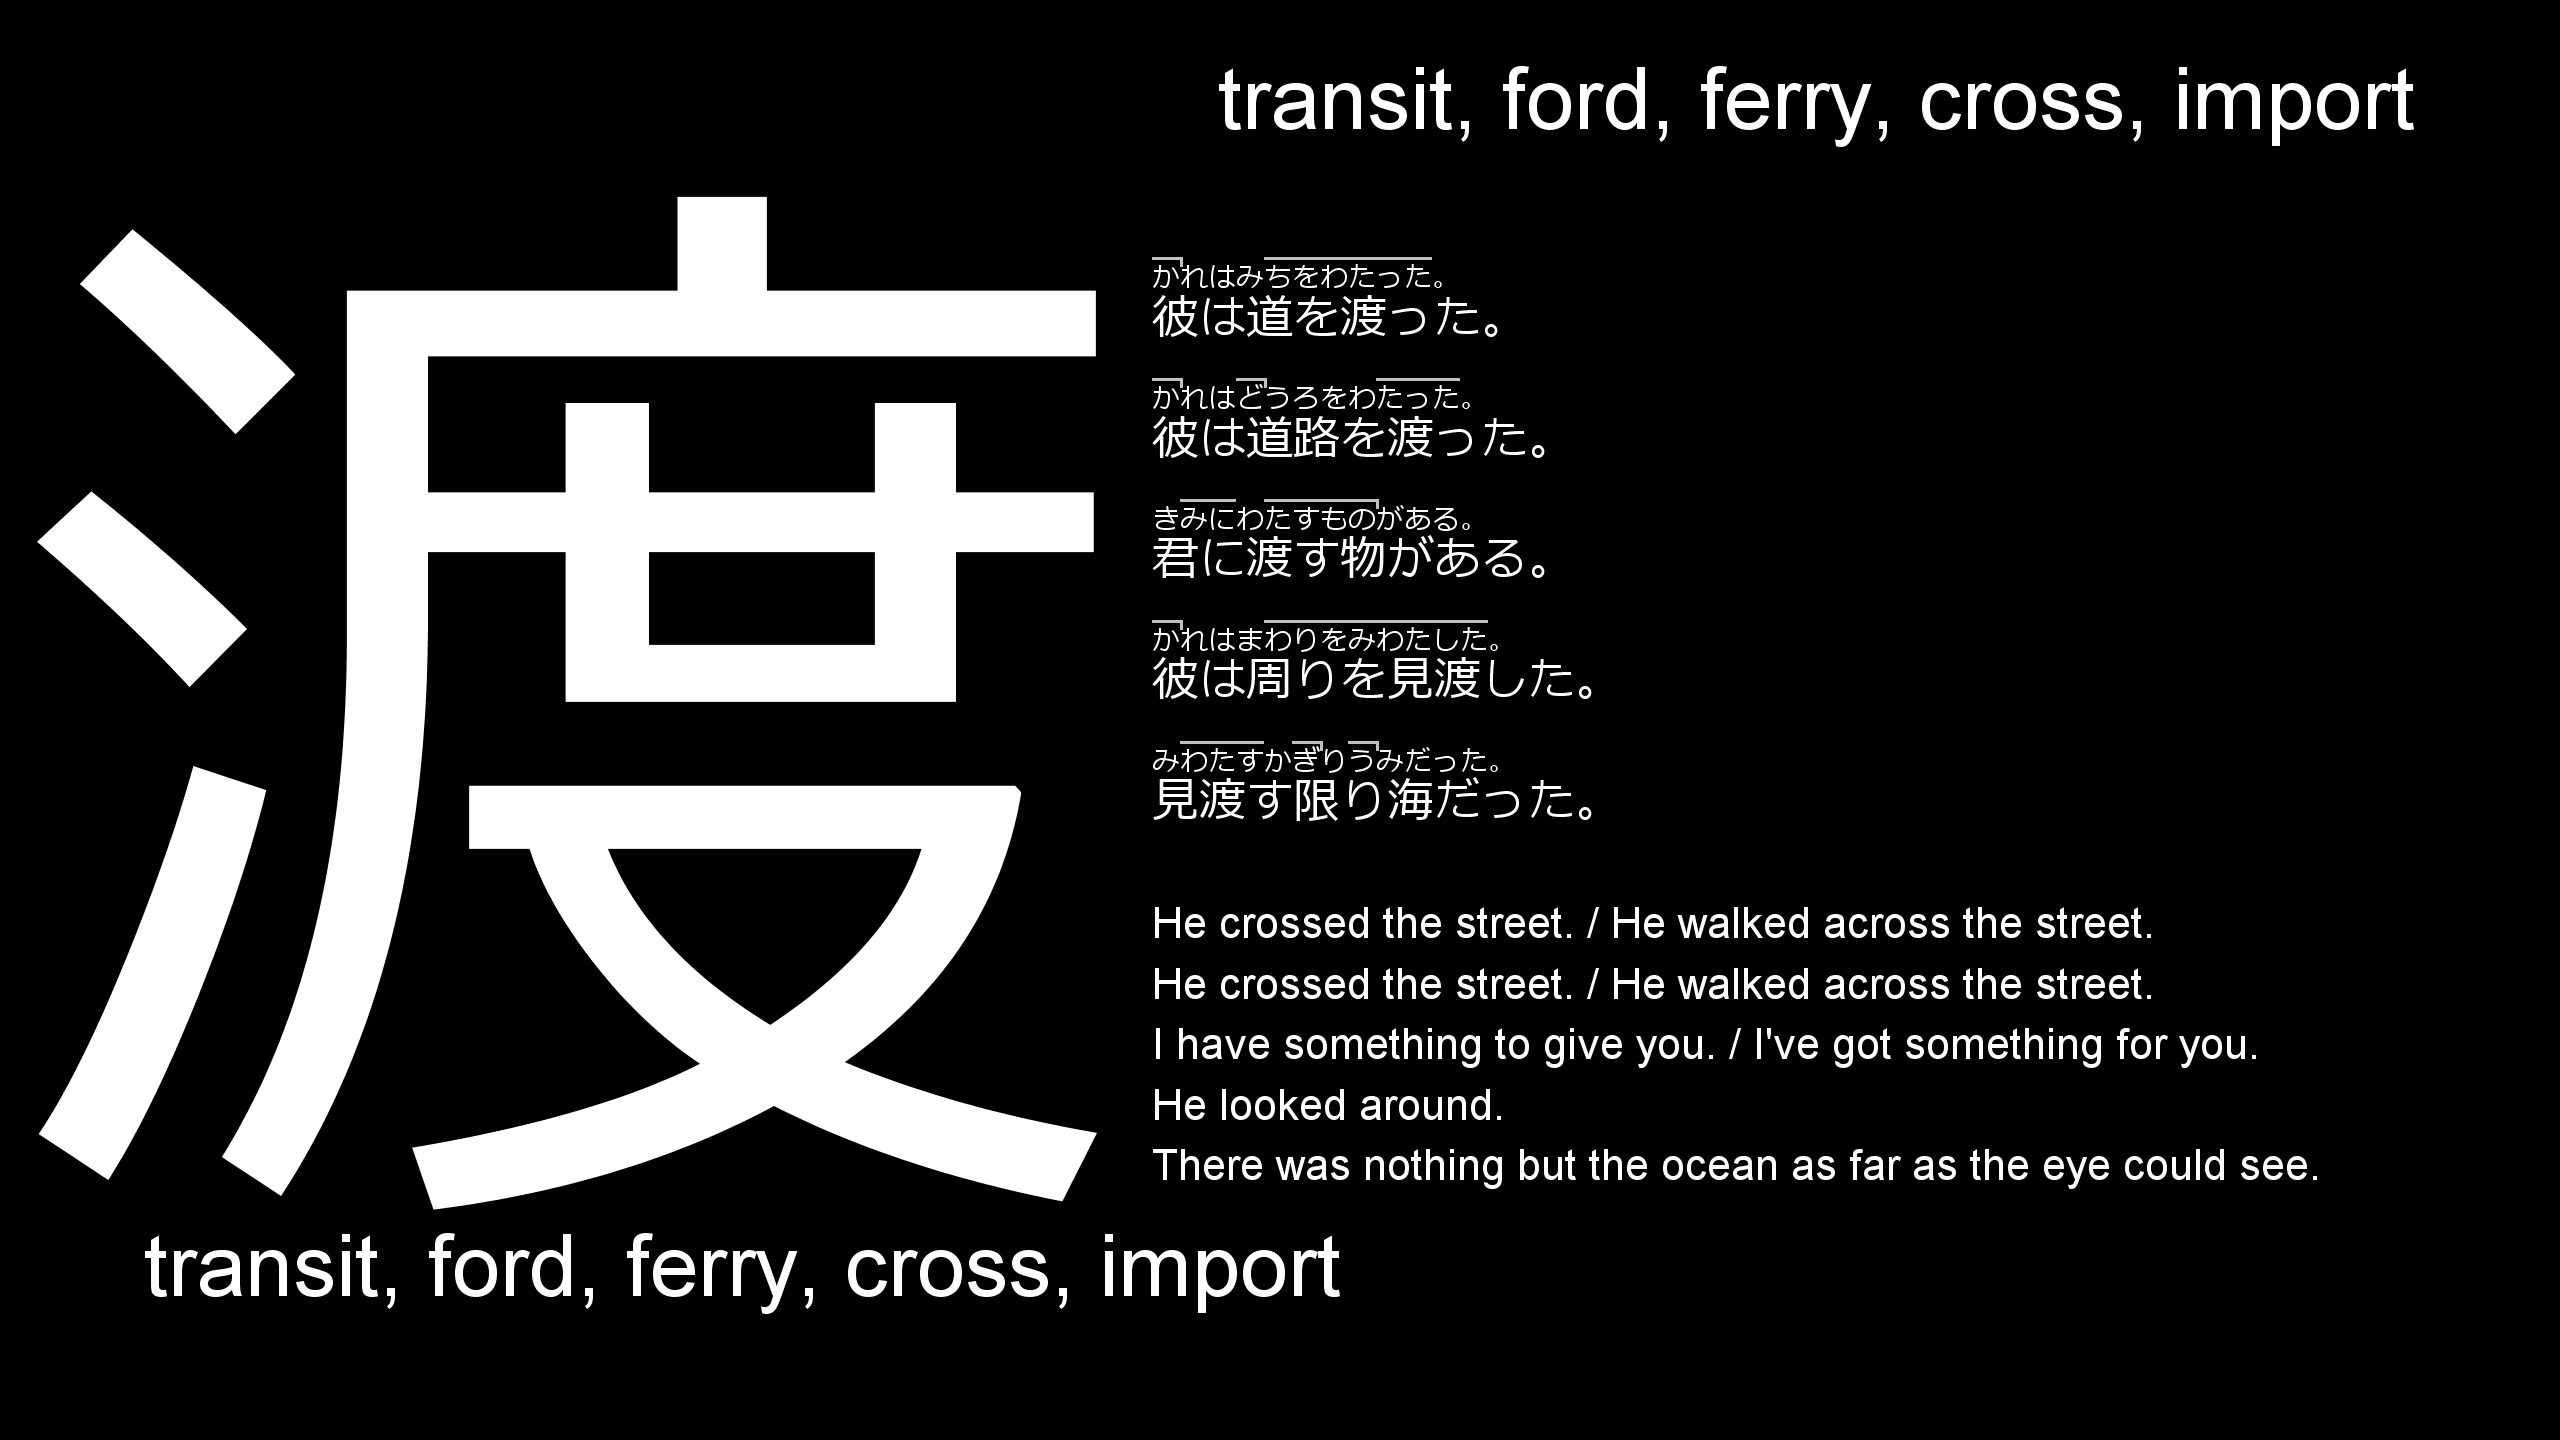 transit, ford, ferry, cross, import
渡
かれはみちをわたった。
彼は道を渡った。
かれはどうろをわたった。
彼は道路を渡った。
きみにわたすものがある。
君に渡す物がある。
かれはまわりをみわたした。
彼は周りを見渡した。
みわたすかぎりうみだった。
見渡す限り海だった。
He crossed the street. / He walked across the street.
He crossed the street. / He walked across the street.
I have something to give you. / I've got something for you.
He looked around.
There was nothing but the ocean as far as the eye could see.
transit, ford, ferry, cross, import